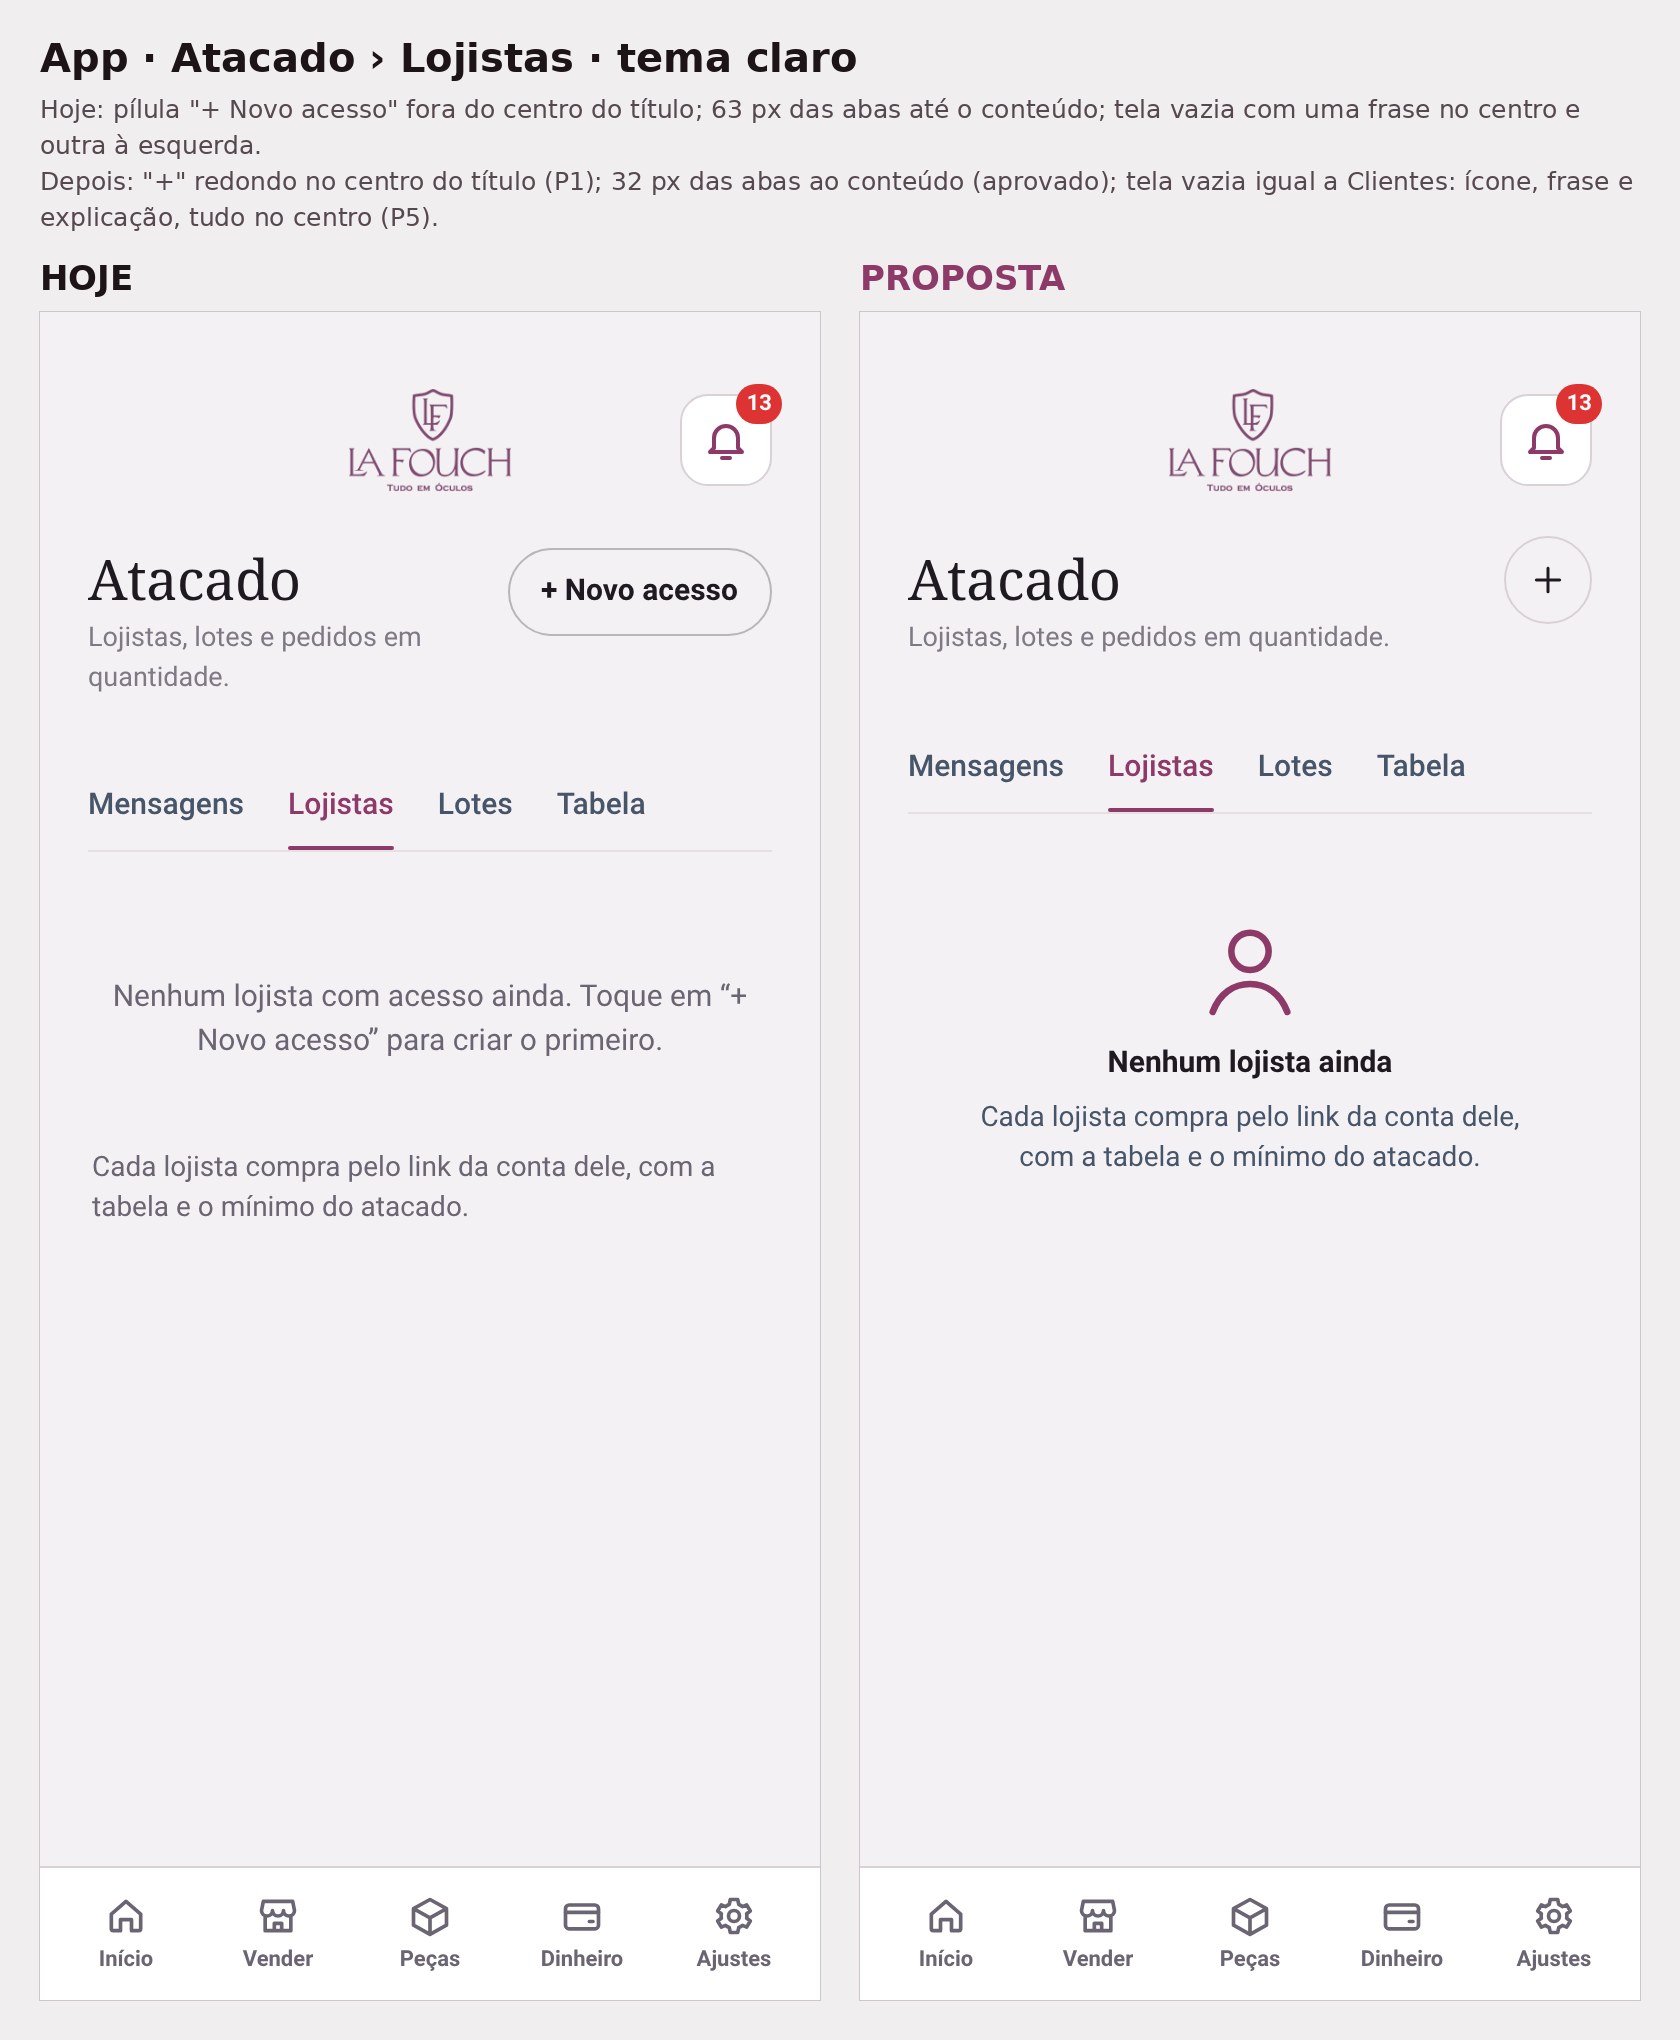 App · Atacado › Lojistas · tema claro
Hoje: pílula "+ Novo acesso" fora do centro do título; 63 px das abas até o conteúdo; tela vazia com uma frase no centro e
outra à esquerda.
Depois: "+" redondo no centro do título (P1); 32 px das abas ao conteúdo (aprovado); tela vazia igual a Clientes: ícone, frase e
explicação, tudo no centro (P5).
HOJE
LF
LA FOUCH
TUDO EM ÓCULOS
13
Atacado
+ Novo acesso
Lojistas, lotes e pedidos em
quantidade.
Mensagens Lojistas Lotes Tabela
Nenhum lojista com acesso ainda. Toque em “+
Novo acesso” para criar o primeiro.
Cada lojista compra pelo link da conta dele, com a
tabela e o mínimo do atacado.
Início Vender Peças Dinheiro Ajustes
PROPOSTA
LF
LA FOUCH
TUDO EM ÓCULOS
13
Atacado
+
Lojistas, lotes e pedidos em quantidade.
Mensagens Lojistas Lotes Tabela
Nenhum lojista ainda
Cada lojista compra pelo link da conta dele,
com a tabela e o mínimo do atacado.
Início Vender Peças Dinheiro Ajustes